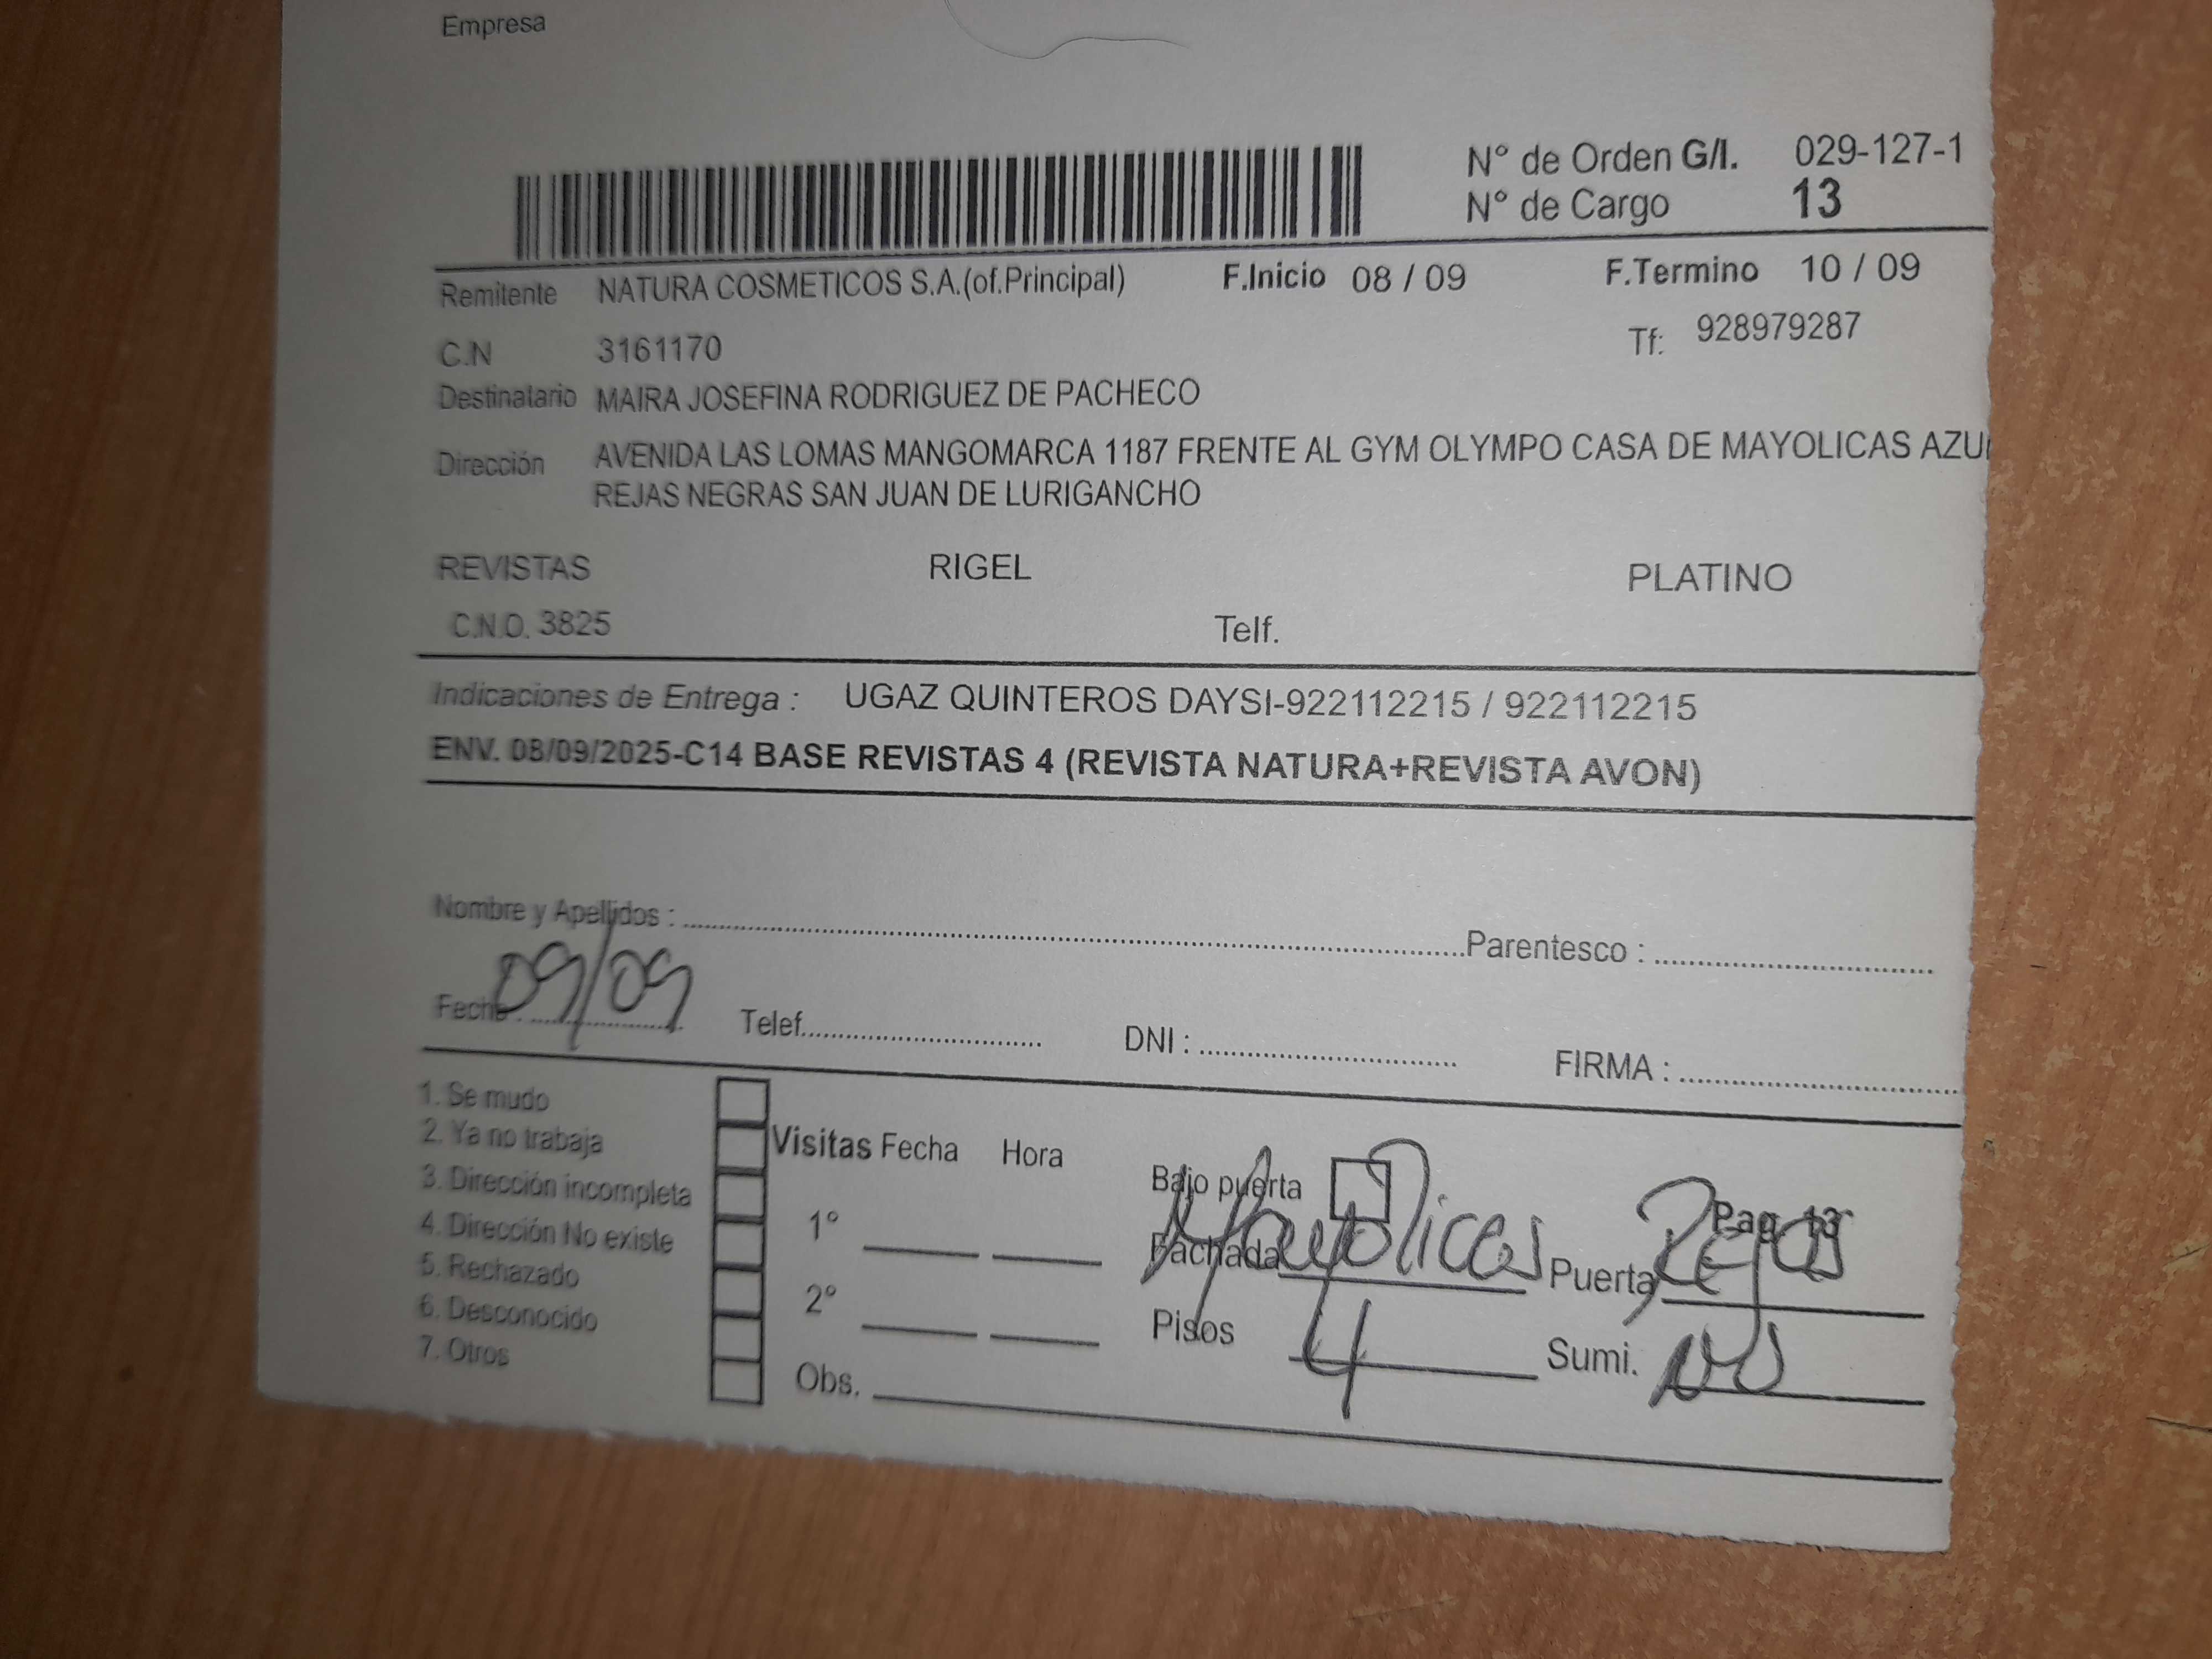 Empresa
N° de Orden G/I. 029-127-1
N° de Cargo 13
Remitente NATURA COSMETICOS S.A.(of.Principal) F.Inicio 08 / 09 F.Termino 10 / 09
C.N 3161170 Tf: 928979287
Destinatario MAIRA JOSEFINA RODRIGUEZ DE PACHECO
Dirección AVENIDA LAS LOMAS MANGOMARCA 1187 FRENTE AL GYM OLYMPO CASA DE MAYOLICAS
REJAS NEGRAS SAN JUAN DE LURIGANCHO
REVISTAS RIGEL PLATINO
C.N.O. 3825 Telf.
Indicaciones de Entrega : UGAZ QUINTEROS DAYSI-922112215 / 922112215
ENV. 08/09/2025-C14 BASE REVISTAS 4 (REVISTA NATURA+REVISTA AVON)
Nombre y Apellidos : Parentesco :
Fecha : 09/09 Telef. DNI : FIRMA :
1. Se mudo
2. Ya no trabaja
3. Dirección incompleta
4. Dirección No existe
5. Rechazado
6. Desconocido
7. Otros
Visitas Fecha Hora
1°
2°
Obs.
Bajo puerta Pag. 13
Fachada Mayolicas Puerta Rejas
Pisos 4 Sumi. NO